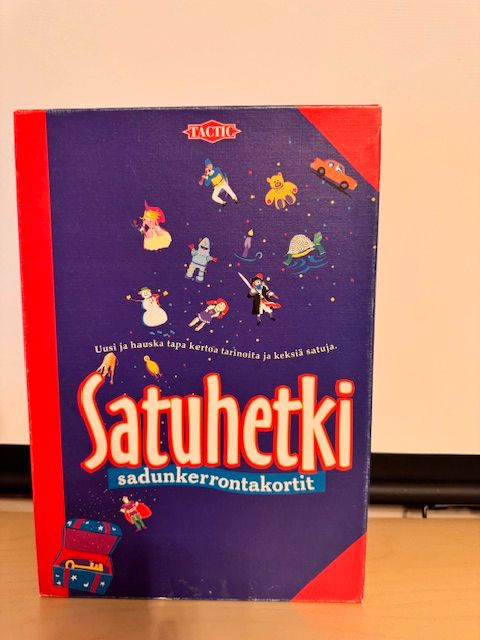 TACTIC
Uusi ja hauska tapa kertoa tarinoita ja keksiä satuja.
Satuhetki
sadunkerrontakortit